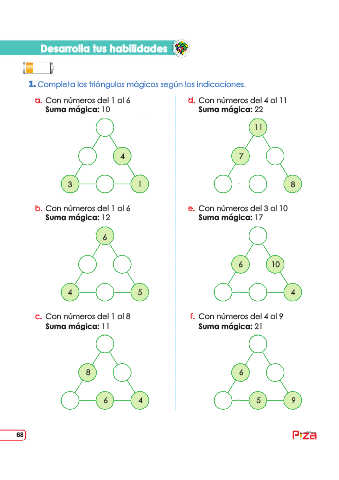 Desarrolla tus habilidades
1. Completa los triángulos mágicos según las indicaciones.
a. Con números del 1 al 6
Suma mágica: 10
4
3 1
b. Con números del 1 al 6
Suma mágica: 12
6
4 5
c. Con números del 1 al 8
Suma mágica: 11
8
6 4
d. Con números del 4 al 11
Suma mágica: 22
11
7
8
e. Con números del 3 al 10
Suma mágica: 17
6 10
4
f. Con números del 4 al 9
Suma mágica: 21
6
5 9
88
Piza